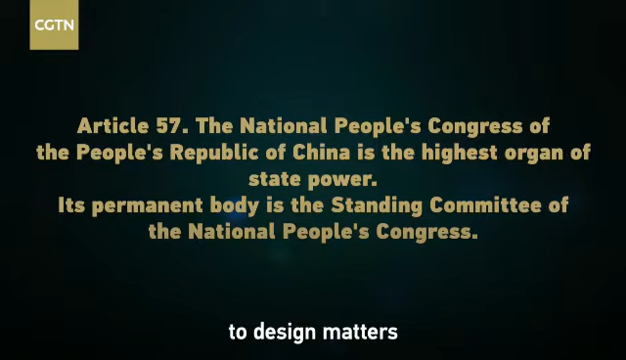 CGTN
Article 57. The National People's Congress of
the People's Republic of China is the highest organ of
state power.
Its permanent body is the Standing Committee of
the National People's Congress.
to design matters